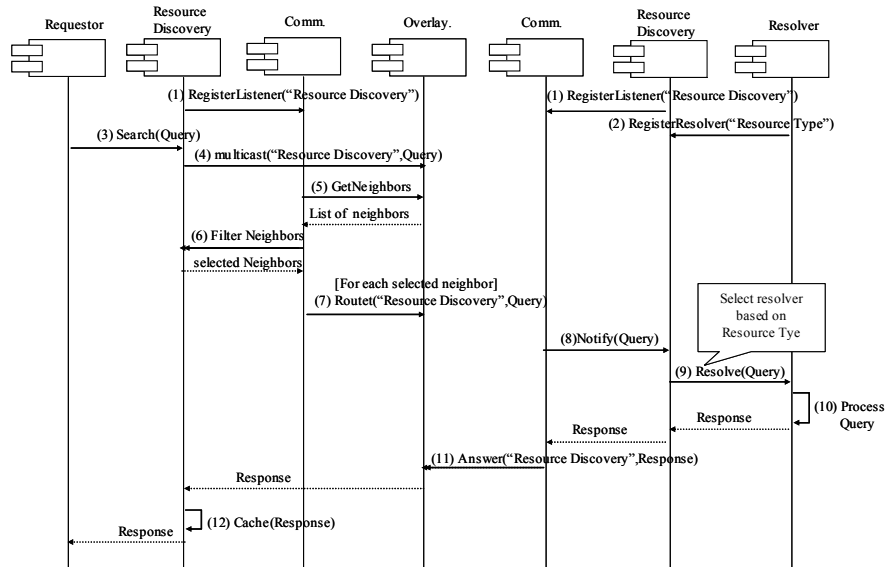 Requestor
Resource
Discovery
Comm.
Overlay.
Comm.
Resource
Discovery
Resolver
(1) RegisterListener(“Resource Discovery”)
(1) RegisterListener(“Resource Discovery”)
(2) RegisterResolver(“Resource Type”)
(3) Search(Query)
(4) multicast(“Resource Discovery”,Query)
(5) GetNeighbors
List of neighbors
(6) Filter Neighbors
selected Neighbors
[For each selected neighbor]
(7) Routet(“Resource Discovery”,Query)
Select resolver
based on
Resource Tye
(8)Notify(Query)
(9) Resolve(Query)
(10) Process
Query
Response
Response
(11) Answer(“Resource Discovery”,Response)
Response
(12) Cache(Response)
Response